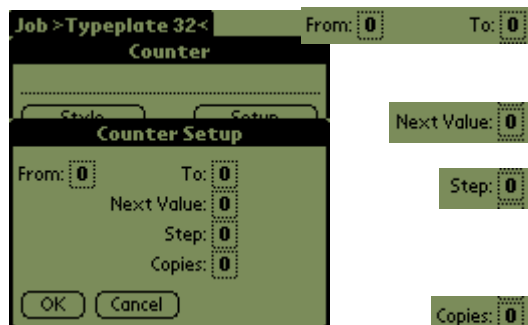 Job >Typeplate 32<
Counter
Style Setup
Counter Setup
From: 0 To: 0
Next Value: 0
Step: 0
Copies: 0
OK Cancel
From: 0 To: 0
Next Value: 0
Step: 0
Copies: 0